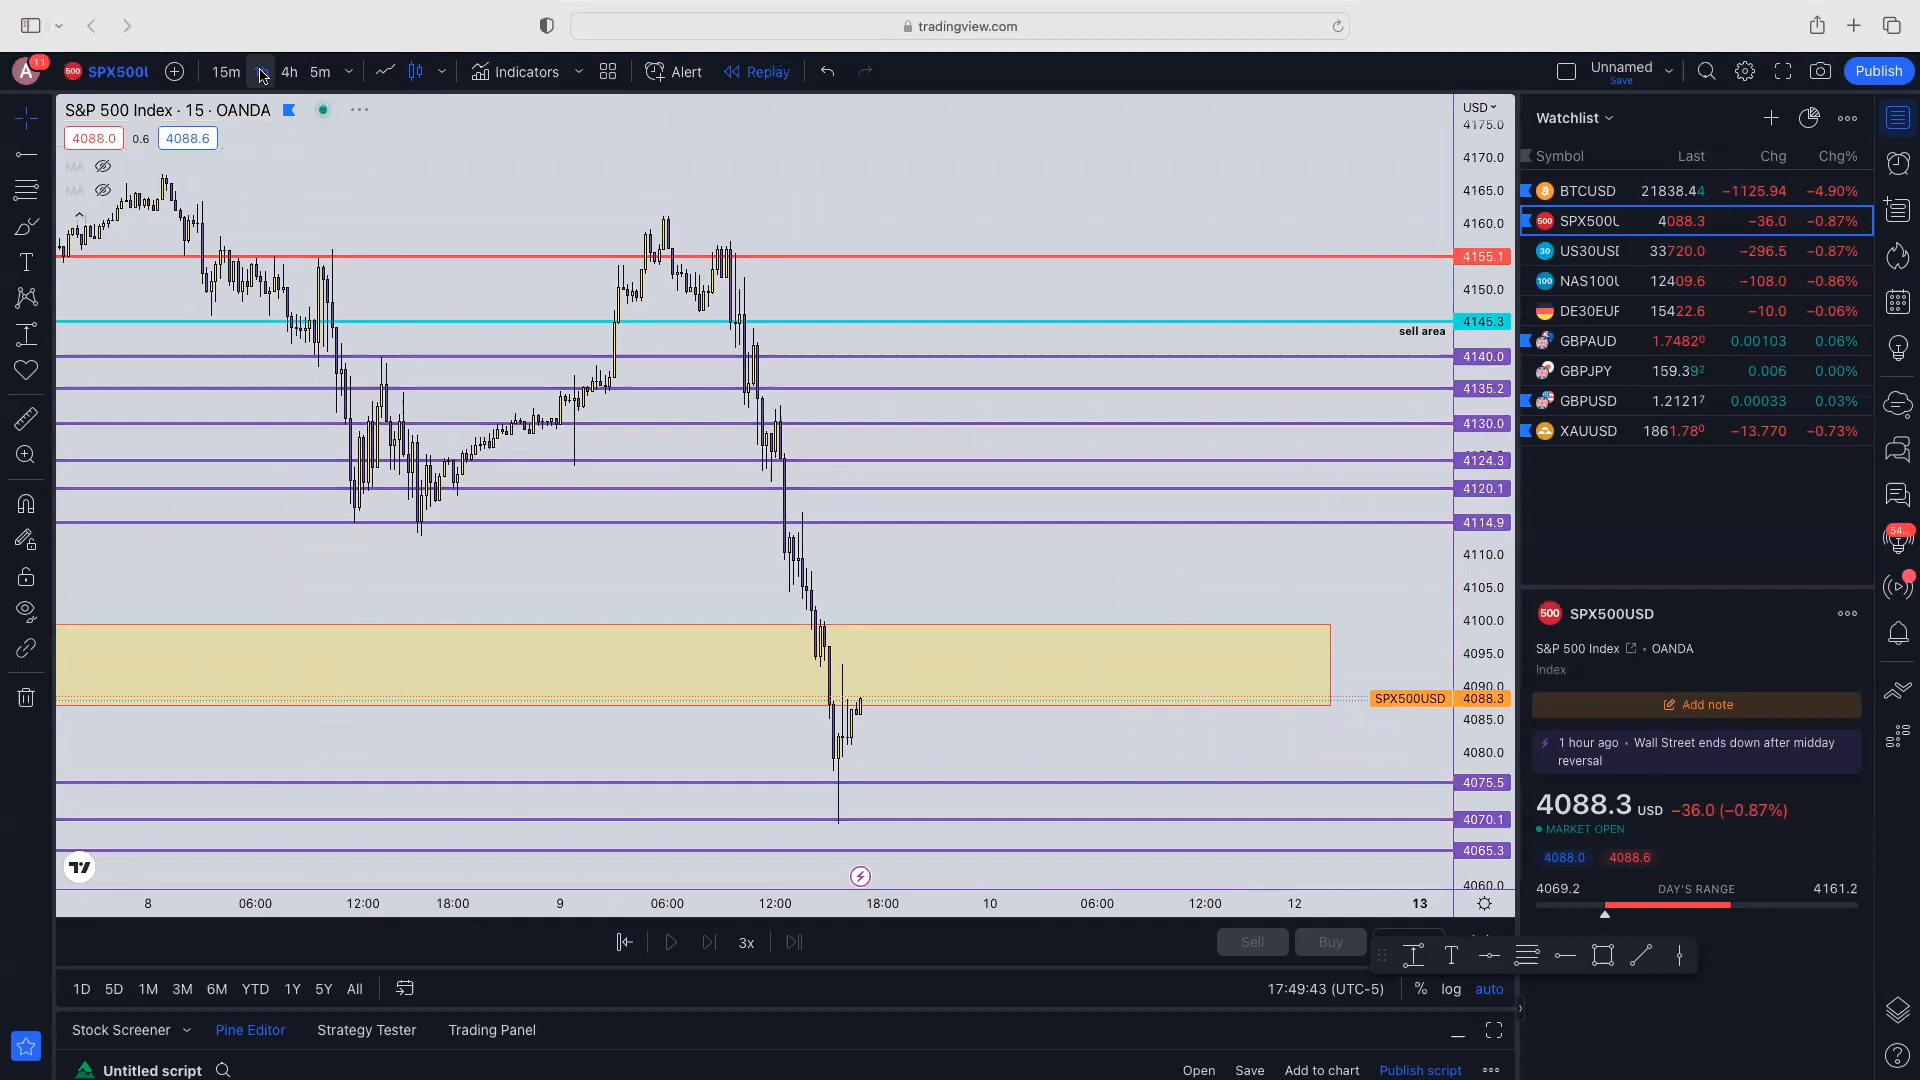 tradingview.com
A 11 500 SPX500U 15m 4h 5m Indicators Alert Replay Unnamed Save Publish
S&P 500 Index · 15 · OANDA
4088.0 0.6 4088.6
MA
MA
USD
4175.0
4170.0
4165.0
4160.0
4155.1
4150.0
4145.3
sell area
4140.0
4135.2
4130.0
4124.3
4120.1
4114.9
4110.0
4105.0
4100.0
4095.0
4090.0
SPX500USD 4088.3
4085.0
4080.0
4075.5
4070.1
4065.3
4060.0
8 06:00 12:00 18:00 9 06:00 12:00 18:00 10 06:00 12:00 12 13
3x Sell Buy
1D 5D 1M 3M 6M YTD 1Y 5Y All 17:49:43 (UTC-5) % log auto
Stock Screener Pine Editor Strategy Tester Trading Panel
Untitled script Open Save Add to chart Publish script
Watchlist
Symbol Last Chg Chg%
BTCUSD 21838.44 −1125.94 −4.90%
500 SPX500U 4088.3 −36.0 −0.87%
30 US30USD 33720.0 −296.5 −0.87%
100 NAS100U 12409.6 −108.0 −0.86%
DE30EUR 15422.6 −10.0 −0.06%
GBPAUD 1.74820 0.00103 0.06%
GBPJPY 159.392 0.006 0.00%
GBPUSD 1.21217 0.00033 0.03%
XAUUSD 1861.780 −13.770 −0.73%
54...
500 SPX500USD
S&P 500 Index • OANDA
Index
Add note
1 hour ago • Wall Street ends down after midday
reversal
4088.3 USD −36.0 (−0.87%)
MARKET OPEN
4088.0 4088.6
4069.2 DAY'S RANGE 4161.2